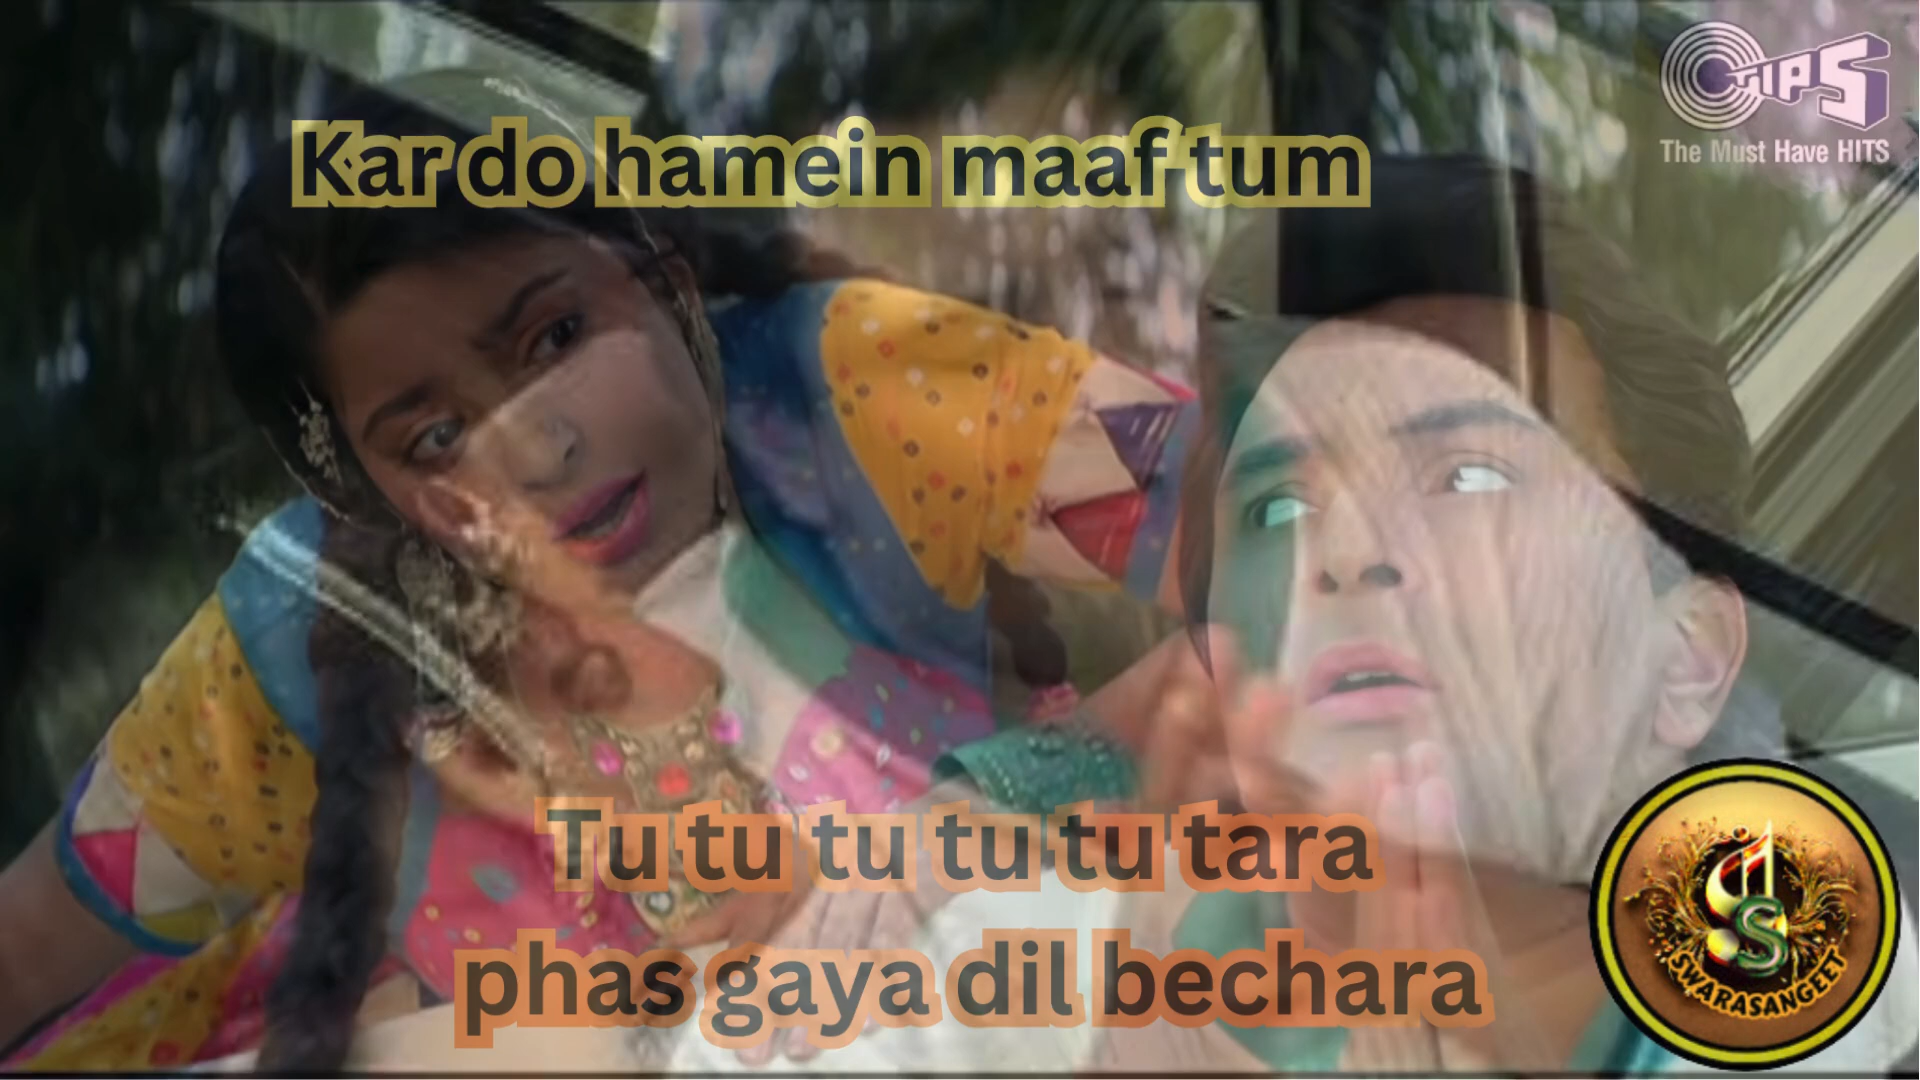 TIPS
The Must Have HITS
Kar do hamein maaf tum
Tu tu tu tu tu tara
phas gaya dil bechara
S
SWARASANGEET